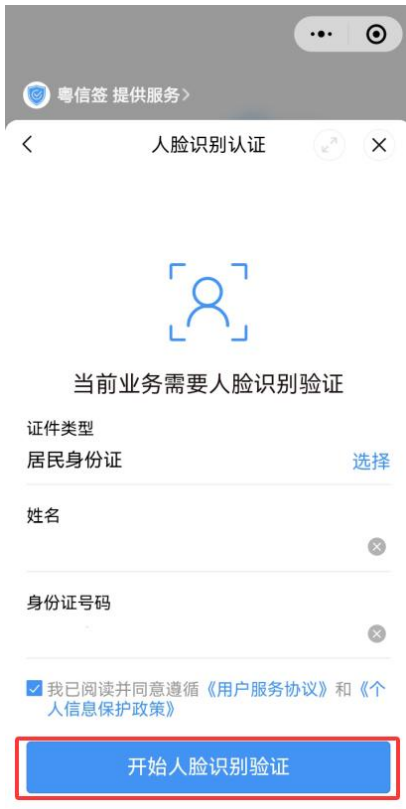 粤信签 提供服务>
人脸识别认证
当前业务需要人脸识别验证
证件类型
居民身份证 选择
姓名
身份证号码
我已阅读并同意遵循《用户服务协议》和《个
人信息保护政策》
开始人脸识别验证